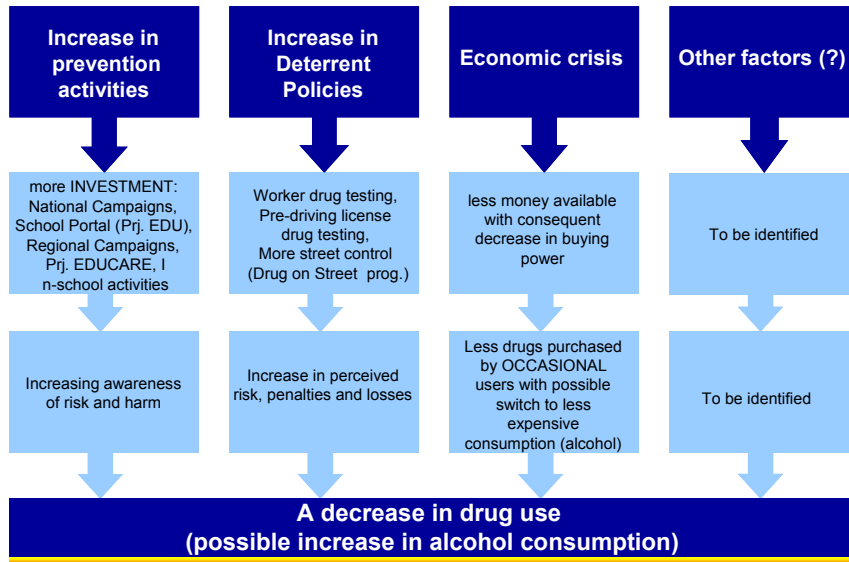 Increase in
prevention
activities
Increase in
Deterrent
Policies
Economic crisis
Other factors (?)
more INVESTMENT:
National Campaigns,
School Portal (Prj. EDU),
Regional Campaigns,
Prj. EDUCARE, I
n-school activities
Worker drug testing,
Pre-driving license
drug testing,
More street control
(Drug on Street prog.)
less money available
with consequent
decrease in buying
power
To be identified
Increasing awareness
of risk and harm
Increase in perceived
risk, penalties and losses
Less drugs purchased
by OCCASIONAL
users with possible
switch to less
expensive
consumption (alcohol)
To be identified
A decrease in drug use
(possible increase in alcohol consumption)